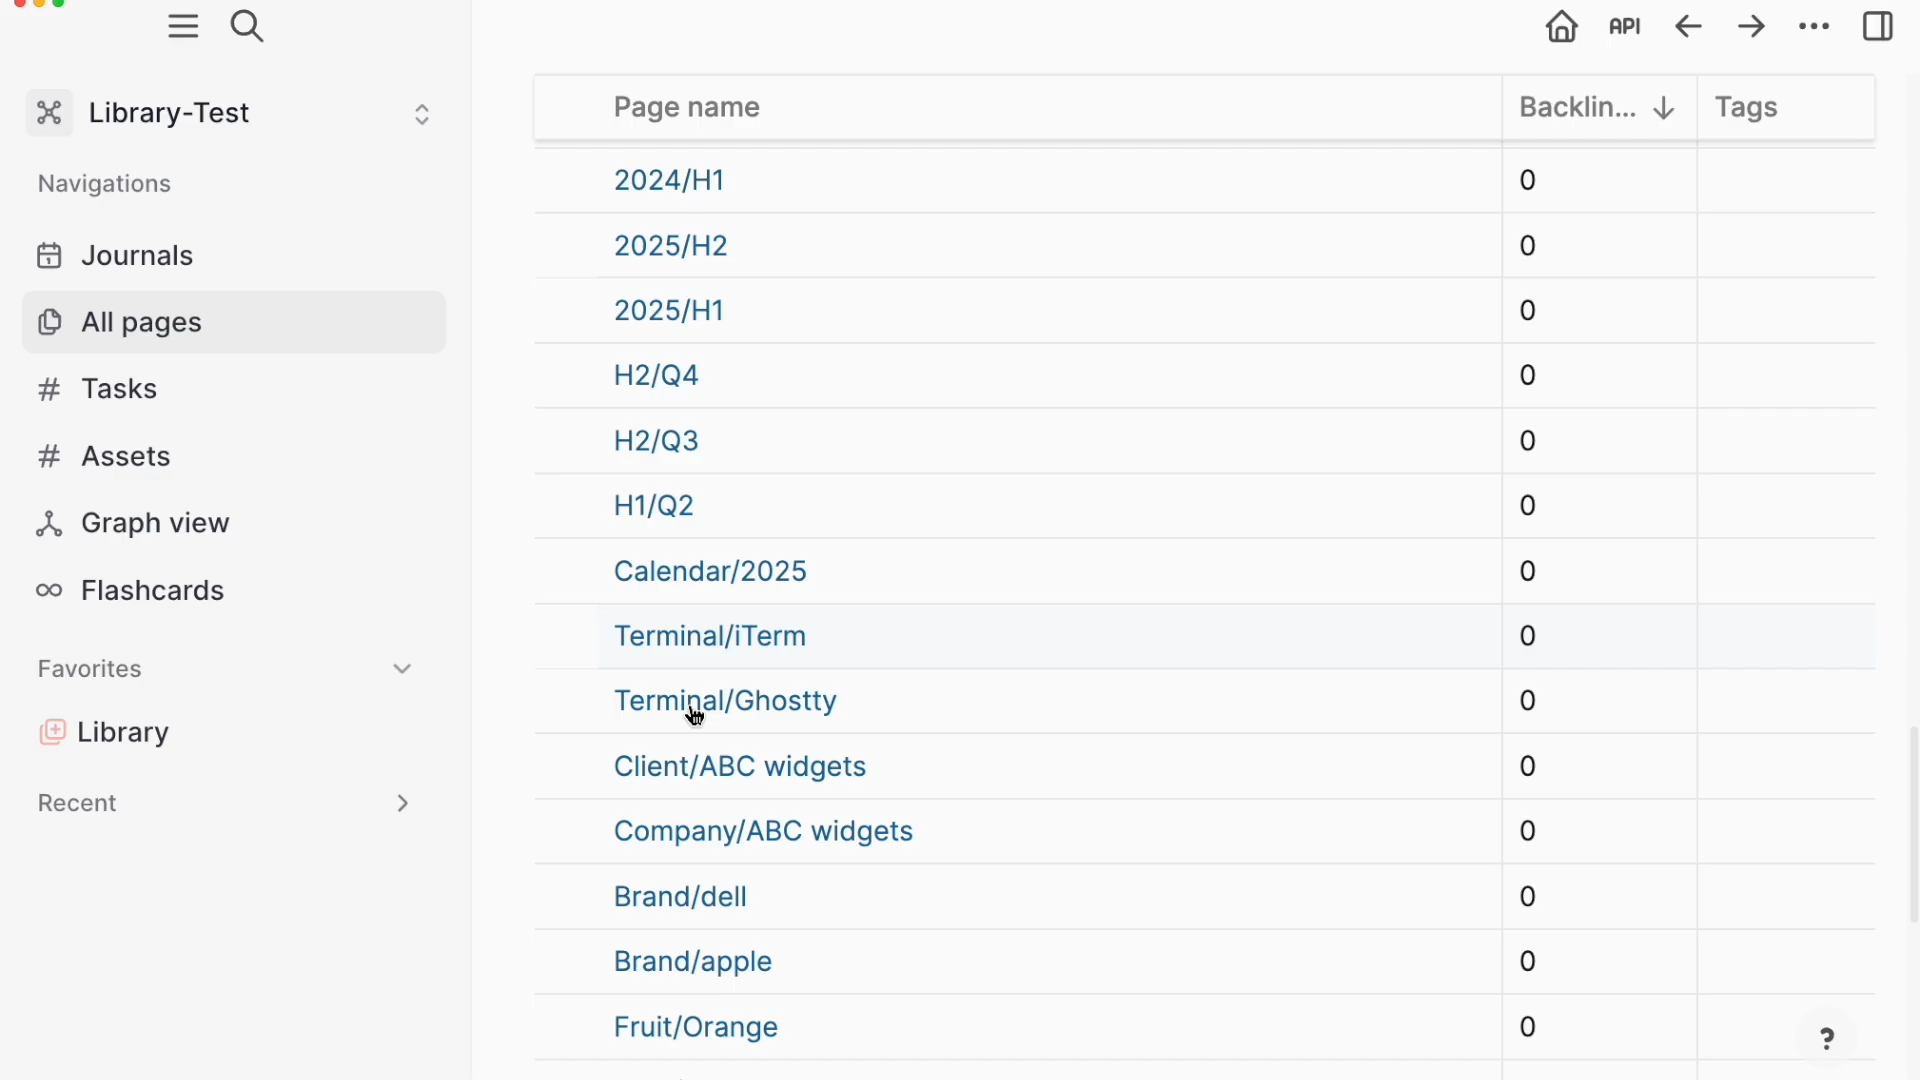 API
Library-Test
Navigations
Journals
All pages
Tasks
Assets
Graph view
Flashcards
Favorites
Library
Recent
Page name Backlin... Tags
2024/H1 0
2025/H2 0
2025/H1 0
H2/Q4 0
H2/Q3 0
H1/Q2 0
Calendar/2025 0
Terminal/iTerm 0
Terminal/Ghostty 0
Client/ABC widgets 0
Company/ABC widgets 0
Brand/dell 0
Brand/apple 0
Fruit/Orange 0
?